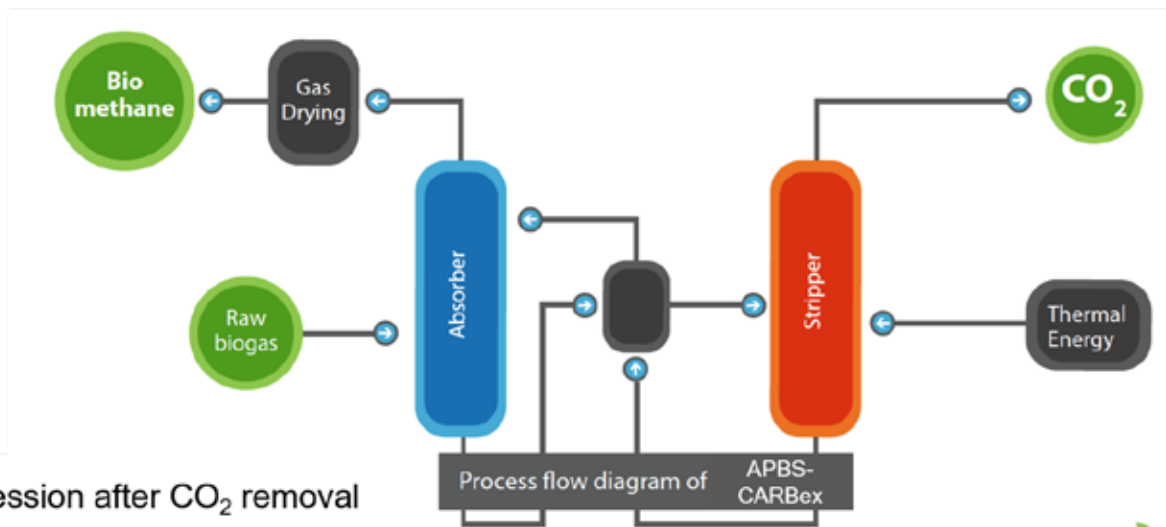 Bio
methane
Gas
Drying
CO₂
Absorber
Stripper
Raw
biogas
Thermal
Energy
Process flow diagram of APBS-
CARBex
ession after CO₂ removal